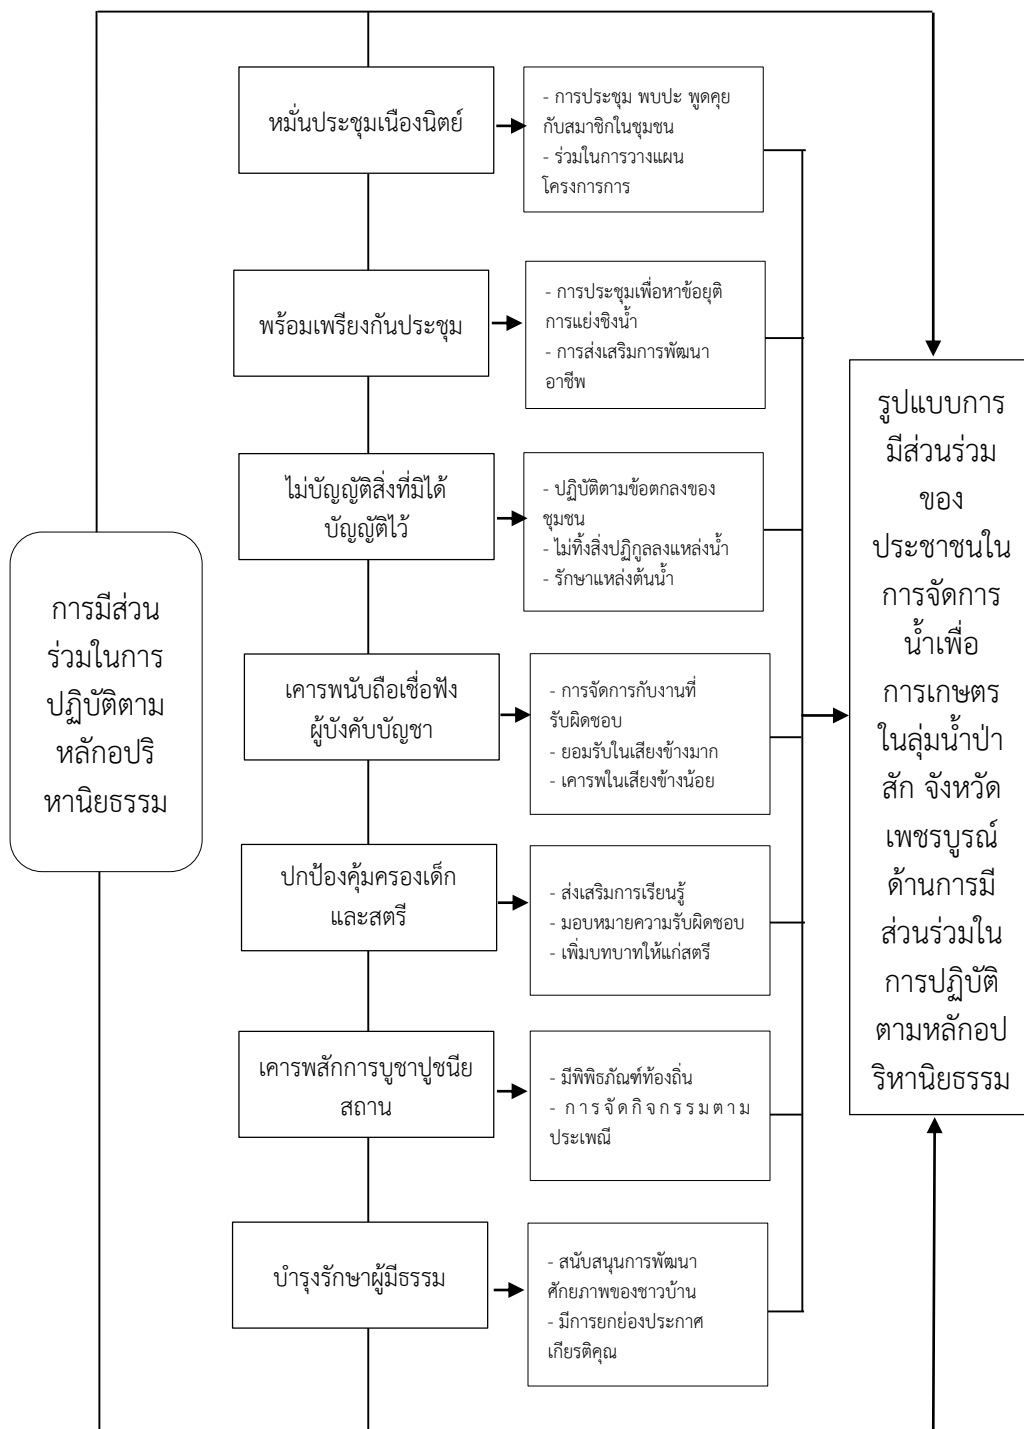 การมีส่วน
ร่วมในการ
ปฏิบัติตาม
หลักอปริ
หานิยธรรม
หมั่นประชุมเนืองนิตย์
- การประชุม พบปะ พูดคุย
กับสมาชิกในชุมชน
- ร่วมในการวางแผน
โครงการการ
พร้อมเพรียงกันประชุม
- การประชุมเพื่อหาข้อยุติ
การแย่งชิงน้ำ
- การส่งเสริมการพัฒนา
อาชีพ
ไม่บัญญัติสิ่งที่มิได้
บัญญัติไว้
- ปฏิบัติตามข้อตกลงของ
ชุมชน
- ไม่ทิ้งสิ่งปฏิกูลลงแหล่งน้ำ
- รักษาแหล่งต้นน้ำ
เคารพนับถือเชื่อฟัง
ผู้บังคับบัญชา
- การจัดการกับงานที่
รับผิดชอบ
- ยอมรับในเสียงข้างมาก
- เคารพในเสียงข้างน้อย
ปกป้องคุ้มครองเด็ก
และสตรี
- ส่งเสริมการเรียนรู้
- มอบหมายความรับผิดชอบ
- เพิ่มบทบาทให้แก่สตรี
เคารพสักการบูชาปูชนีย
สถาน
- มีพิพิธภัณฑ์ท้องถิ่น
- การจัดกิจกรรมตาม
ประเพณี
บำรุงรักษาผู้มีธรรม
- สนับสนุนการพัฒนา
ศักยภาพของชาวบ้าน
- มีการยกย่องประกาศ
เกียรติคุณ
รูปแบบการ
มีส่วนร่วม
ของ
ประชาชนใน
การจัดการ
น้ำเพื่อ
การเกษตร
ในลุ่มน้ำป่า
สัก จังหวัด
เพชรบูรณ์
ด้านการมี
ส่วนร่วมใน
การปฏิบัติ
ตามหลักอป
ริหานิยธรรม